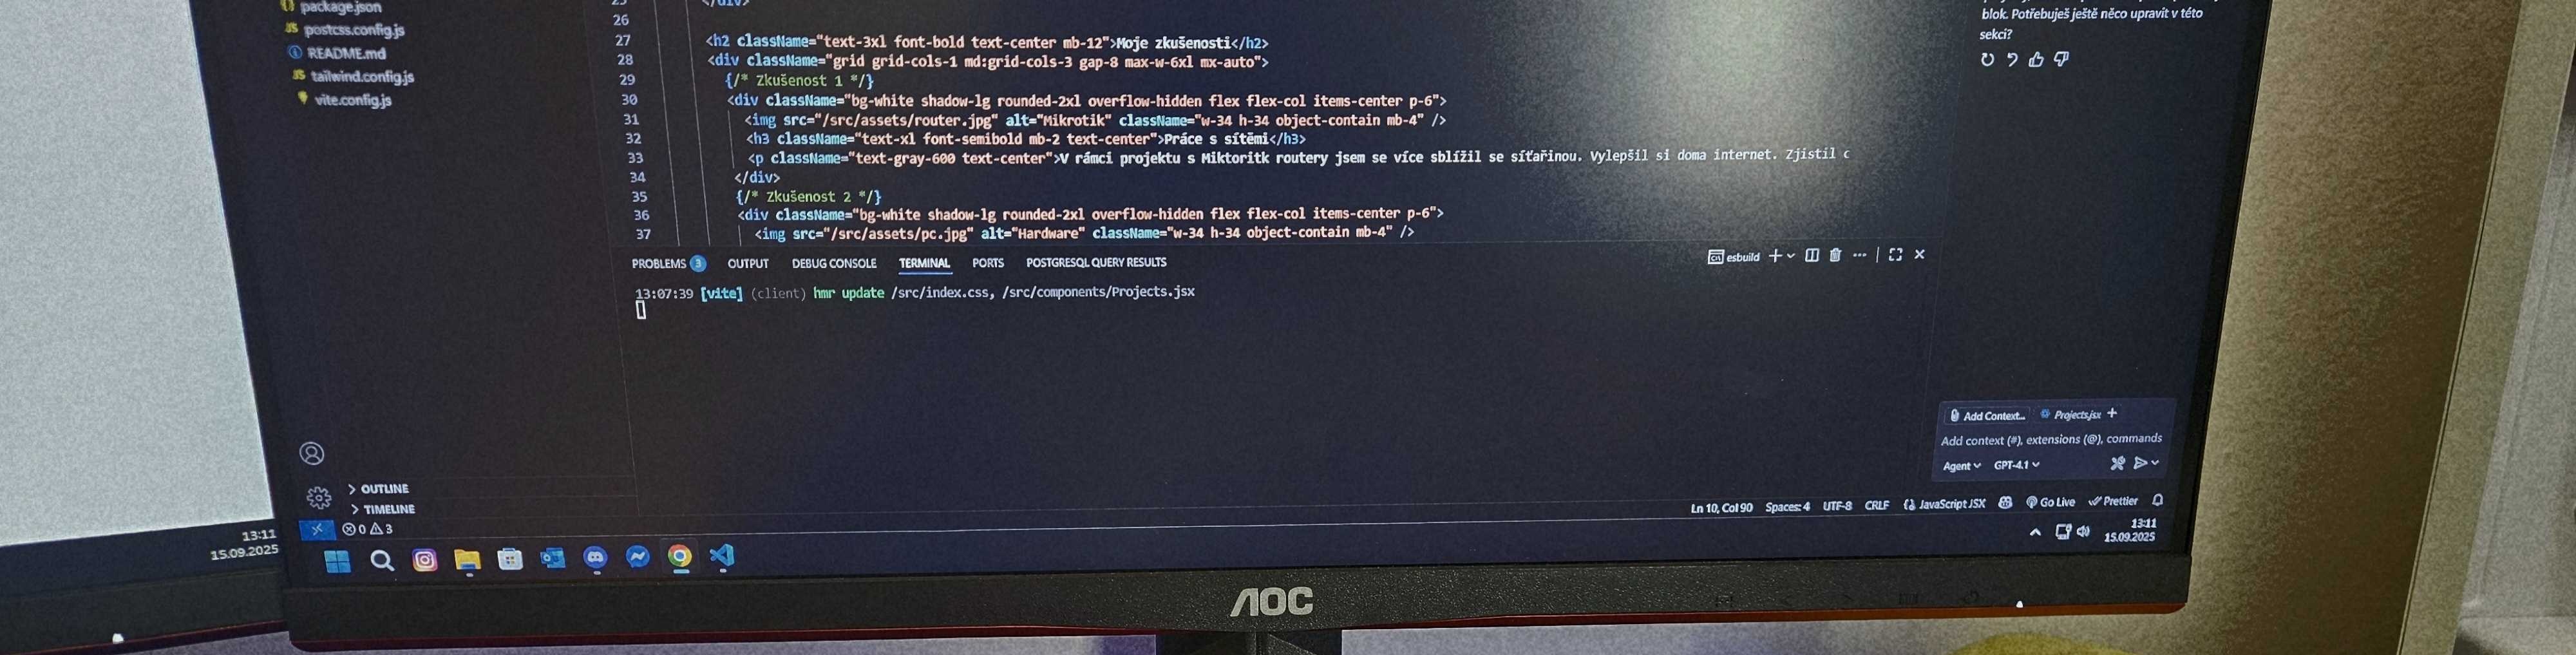 package.json
postcss.config.js
README.md
tailwind.config.js
vite.config.js
OUTLINE
TIMELINE
0 3
25 </div>
26
27 <h2 className="text-3xl font-bold text-center mb-12">Moje zkušenosti</h2>
28 <div className="grid grid-cols-1 md:grid-cols-3 gap-8 max-w-6xl mx-auto">
29 {/* Zkušenost 1 */}
30 <div className="bg-white shadow-lg rounded-2xl overflow-hidden flex flex-col items-center p-6">
31 <img src="/src/assets/router.jpg" alt="Mikrotik" className="w-34 h-34 object-contain mb-4" />
32 <h3 className="text-xl font-semibold mb-2 text-center">Práce s sítěmi</h3>
33 <p className="text-gray-600 text-center">V rámci projektu s Miktoritk routery jsem se více sblížil se síťařinou. Vylepšil si doma internet. Zjistil c
34 </div>
35 {/* Zkušenost 2 */}
36 <div className="bg-white shadow-lg rounded-2xl overflow-hidden flex flex-col items-center p-6">
37 <img src="/src/assets/pc.jpg" alt="Hardware" className="w-34 h-34 object-contain mb-4" />
PROBLEMS 3 OUTPUT DEBUG CONSOLE TERMINAL PORTS POSTGRESQL QUERY RESULTS
esbuild
13:07:39 [vite] (client) hmr update /src/index.css, /src/components/Projects.jsx
blok. Potřebuješ ještě něco upravit v této
sekci?
Add Context... Projects.jsx +
Add context (#), extensions (@), commands
Agent GPT-4.1
Ln 10, Col 90 Spaces: 4 UTF-8 CRLF JavaScript JSX Go Live Prettier
13:11
15.09.2025
13:11
15.09.2025
AOC